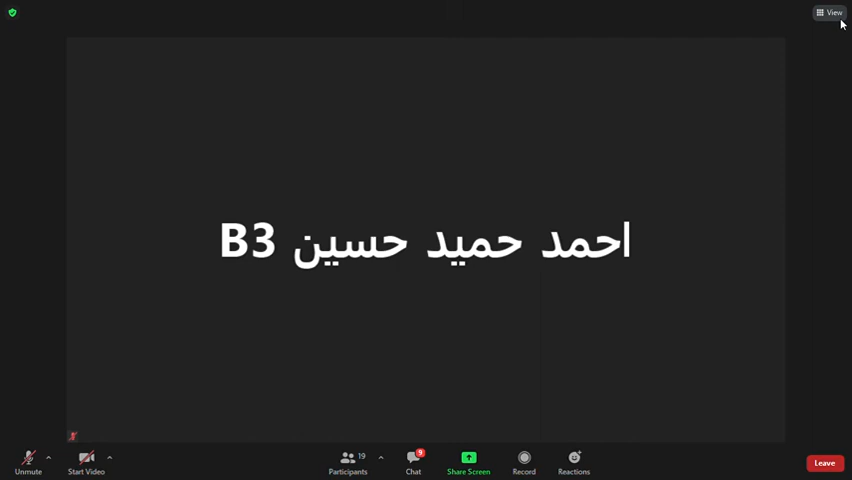 View
احمد حميد حسين B3
19
9
Unmute
Start Video
Participants
Chat
Share Screen
Record
Reactions
Leave